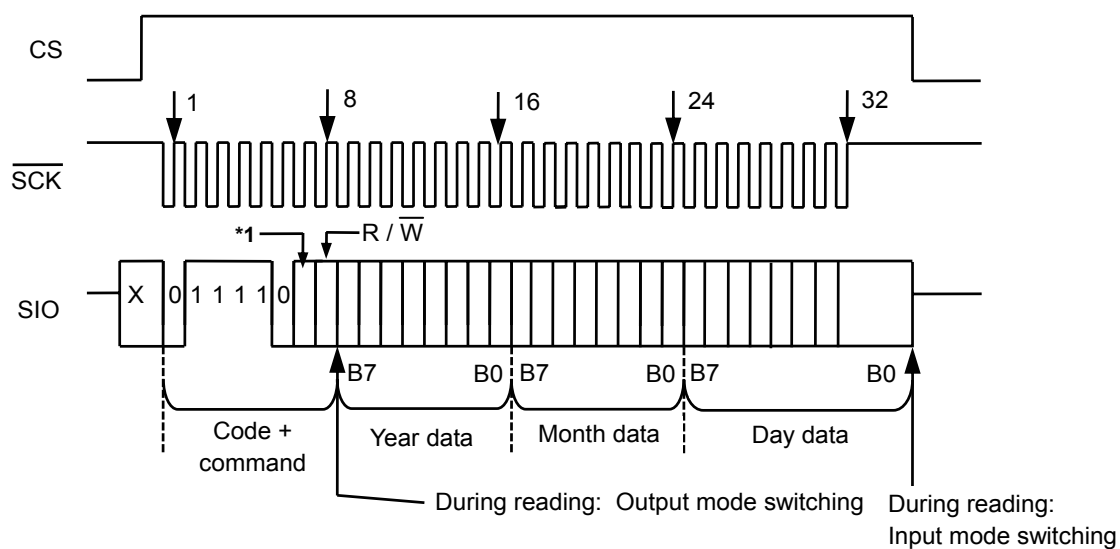 CS
1 8 16 24 32
SCK
*1 R / W
X 0 1 1 1 1 0
SIO
B7 B0 B7 B0 B7 B0
Code +
command
Year data Month data Day data
During reading: Output mode switching
During reading:
Input mode switching